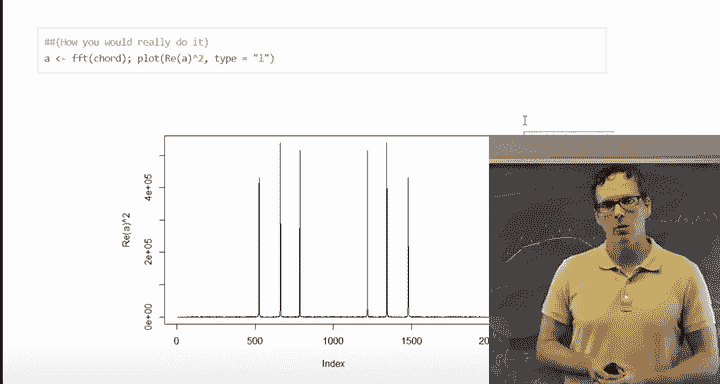 ##(How you would really do it)
a <- fft(chord); plot(Re(a)^2, type = "l")
Re(a)^2
4e+05
2e+05
0e+00
0
500
1000
1500
Index